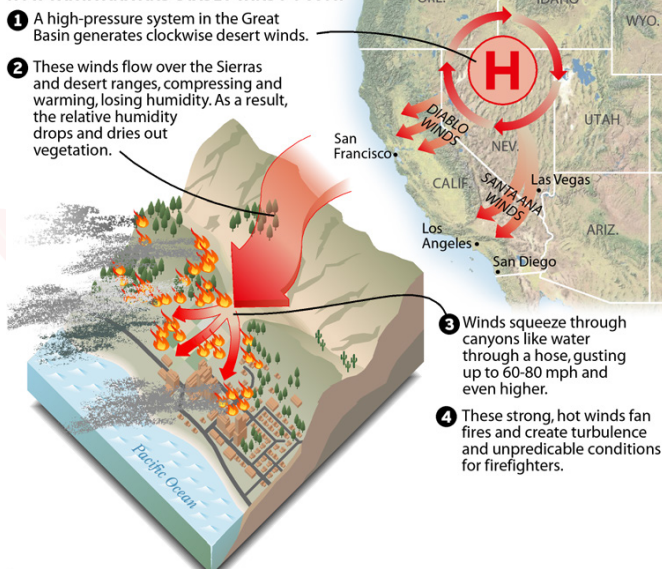 1 A high-pressure system in the Great
Basin generates clockwise desert winds.
2 These winds flow over the Sierras
and desert ranges, compressing and
warming, losing humidity. As a result,
the relative humidity
drops and dries out
vegetation.
WYO.
H
UTAH
NEV.
DIABLO
WINDS
San
Francisco
CALIF.
SANTA ANA
WINDS
Las Vegas
ARIZ.
Los
Angeles
San Diego
3 Winds squeeze through
canyons like water
through a hose, gusting
up to 60-80 mph and
even higher.
4 These strong, hot winds fan
fires and create turbulence
and unpredicable conditions
for firefighters.
Pacific Ocean